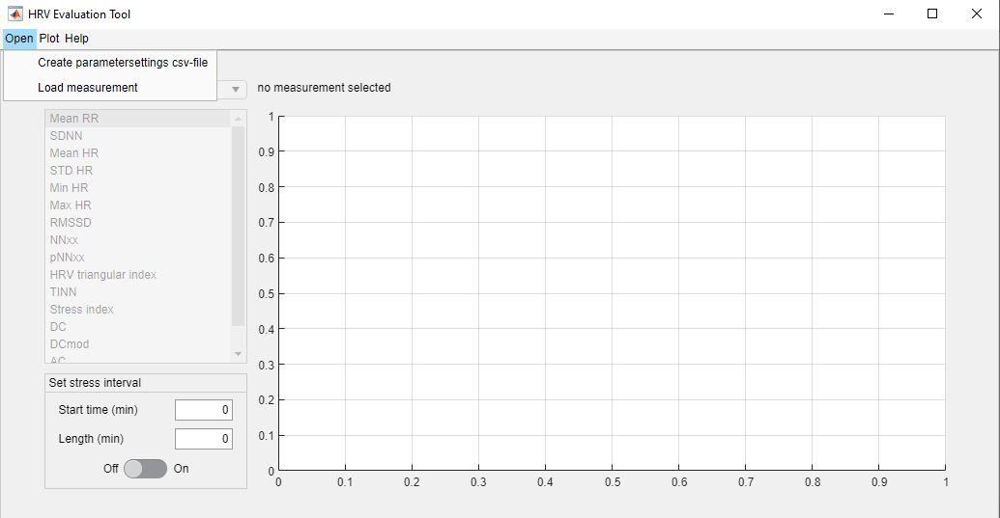 HRV Evaluation Tool
Open Plot Help
Create parametersettings csv-file
Load measurement
no measurement selected
Mean RR
SDNN
Mean HR
STD HR
Min HR
Max HR
RMSSD
NNxx
pNNxx
HRV triangular index
TINN
Stress index
DC
DCmod
AC
Set stress interval
Start time (min) 0
Length (min) 0
Off On
1
0.9
0.8
0.7
0.6
0.5
0.4
0.3
0.2
0.1
0
0 0.1 0.2 0.3 0.4 0.5 0.6 0.7 0.8 0.9 1